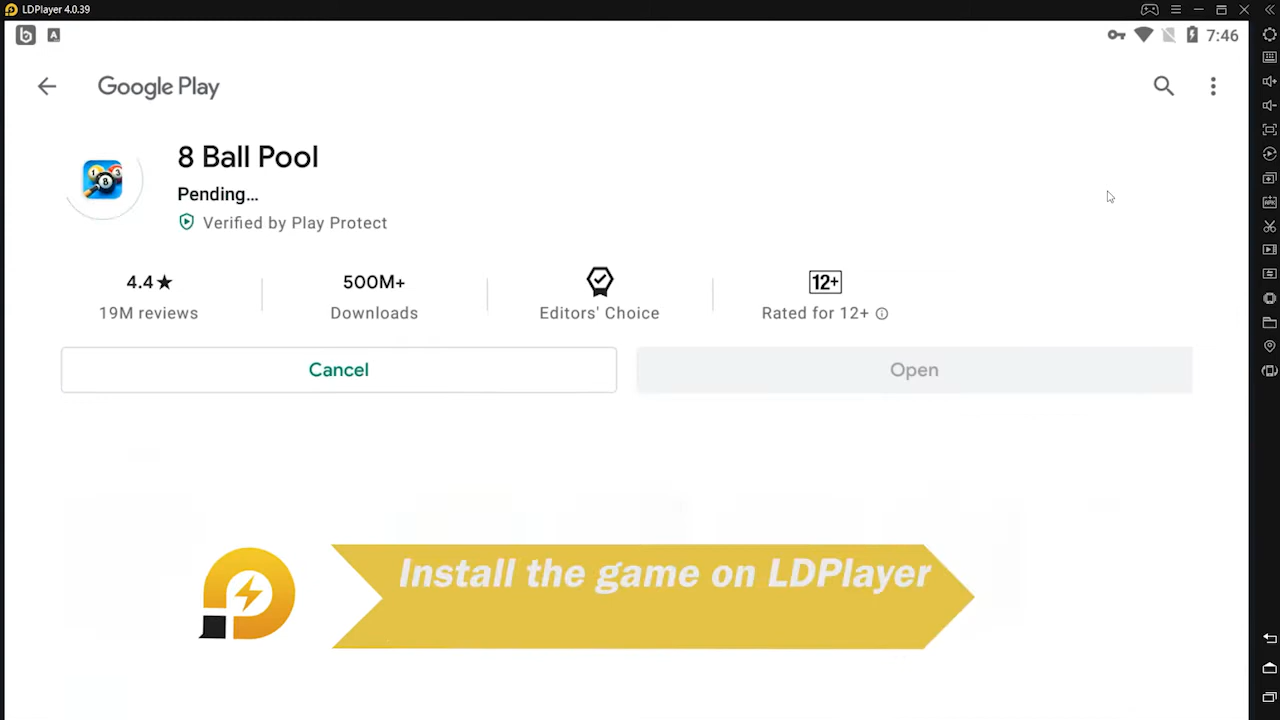 LDPlayer 4.0.39
A
7:46
Google Play
8 Ball Pool
Pending...
Verified by Play Protect
4.4★
500M+
12+
19M reviews
Downloads
Editors' Choice
Rated for 12+
Cancel
Open
Install the game on LDPlayer